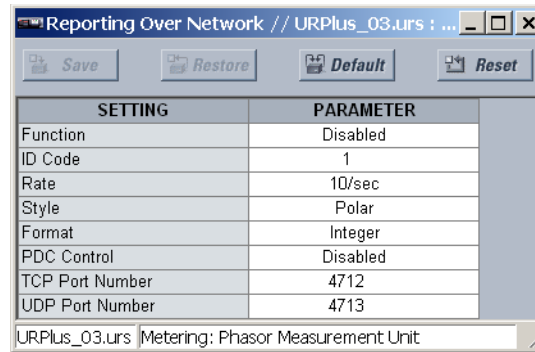 Reporting Over Network // URPlus_03.urs : ...
Save Restore Default Reset
SETTING PARAMETER
Function Disabled
ID Code 1
Rate 10/sec
Style Polar
Format Integer
PDC Control Disabled
TCP Port Number 4712
UDP Port Number 4713
URPlus_03.urs Metering: Phasor Measurement Unit